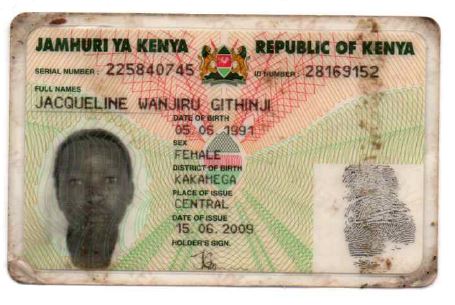 JAMHURI YA KENYA REPUBLIC OF KENYA
SERIAL NUMBER: 225840745 ID NUMBER: 28169152
FULL NAMES
JACQUELINE WANJIRU GITHINJI
DATE OF BIRTH
05.06.1991
SEX
FEMALE
DISTRICT OF BIRTH
KAKAMEGA
PLACE OF ISSUE
CENTRAL
DATE OF ISSUE
15.06.2009
HOLDER'S SIGN.